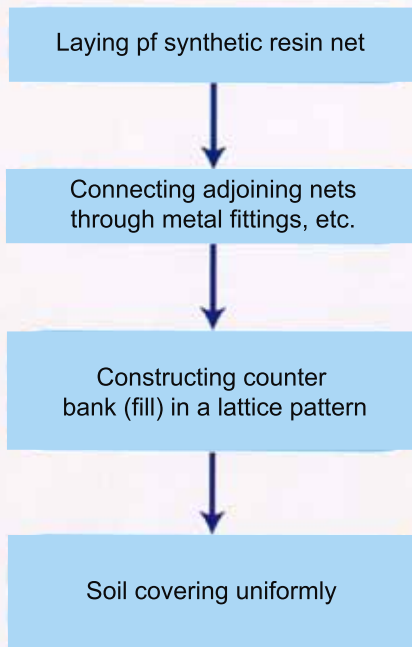 Laying pf synthetic resin net
Connecting adjoining nets
through metal fittings, etc.
Constructing counter
bank (fill) in a lattice pattern
Soil covering uniformly